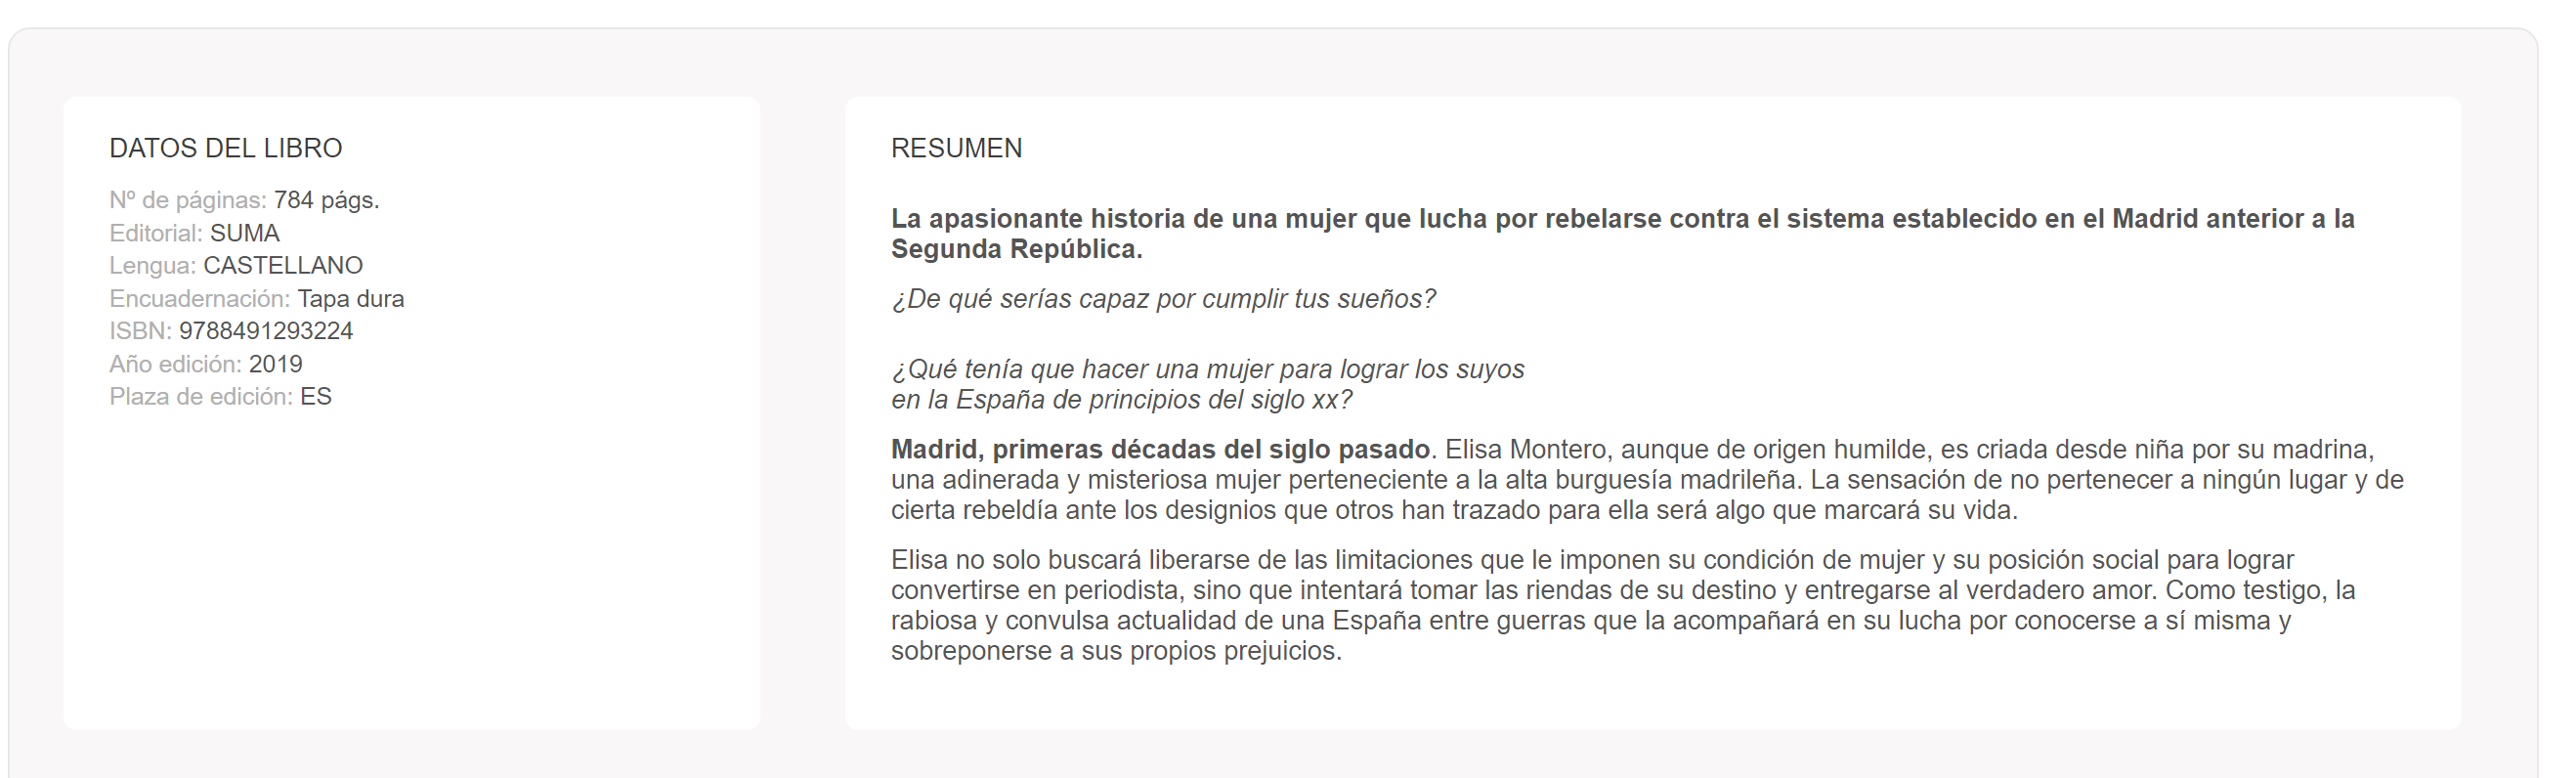 DATOS DEL LIBRO
Nº de páginas: 784 págs.
Editorial: SUMA
Lengua: CASTELLANO
Encuadernación: Tapa dura
ISBN: 9788491293224
Año edición: 2019
Plaza de edición: ES
RESUMEN
La apasionante historia de una mujer que lucha por rebelarse contra el sistema establecido en el Madrid anterior a la
Segunda República.
¿De qué serías capaz por cumplir tus sueños?
¿Qué tenía que hacer una mujer para lograr los suyos
en la España de principios del siglo xx?
Madrid, primeras décadas del siglo pasado. Elisa Montero, aunque de origen humilde, es criada desde niña por su madrina,
una adinerada y misteriosa mujer perteneciente a la alta burguesía madrileña. La sensación de no pertenecer a ningún lugar y de
cierta rebeldía ante los designios que otros han trazado para ella será algo que marcará su vida.
Elisa no solo buscará liberarse de las limitaciones que le imponen su condición de mujer y su posición social para lograr
convertirse en periodista, sino que intentará tomar las riendas de su destino y entregarse al verdadero amor. Como testigo, la
rabiosa y convulsa actualidad de una España entre guerras que la acompañará en su lucha por conocerse a sí misma y
sobreponerse a sus propios prejuicios.